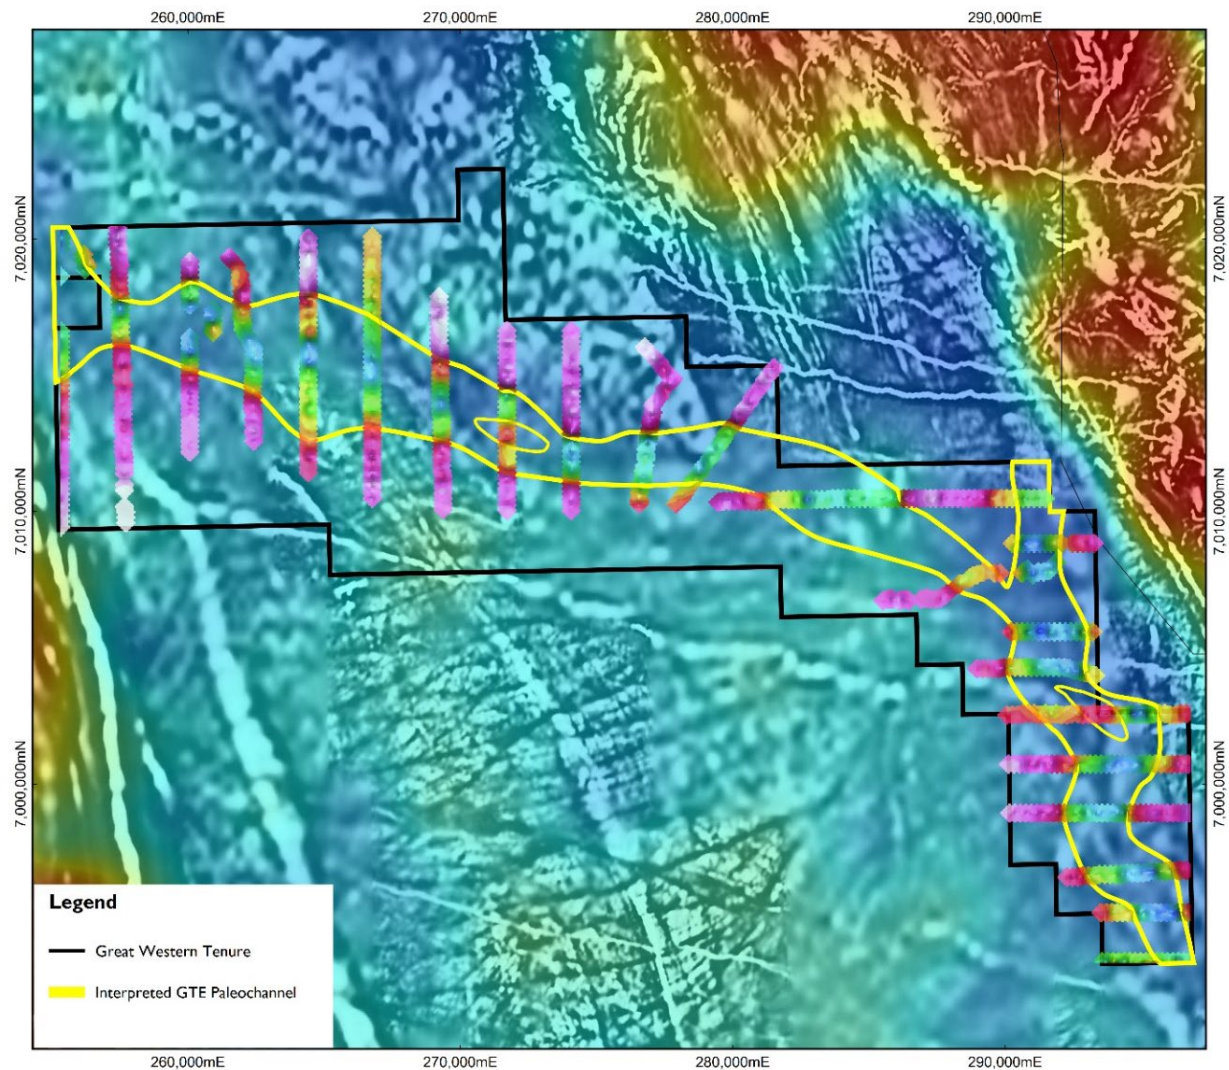 260,000mE 270,000mE 280,000mE 290,000mE
7,020,000mN 7,020,000mN
7,010,000mN 7,010,000mN
7,000,000mN 7,000,000mN
Legend
Great Western Tenure
Interpreted GTE Paleochannel
260,000mE 270,000mE 280,000mE 290,000mE